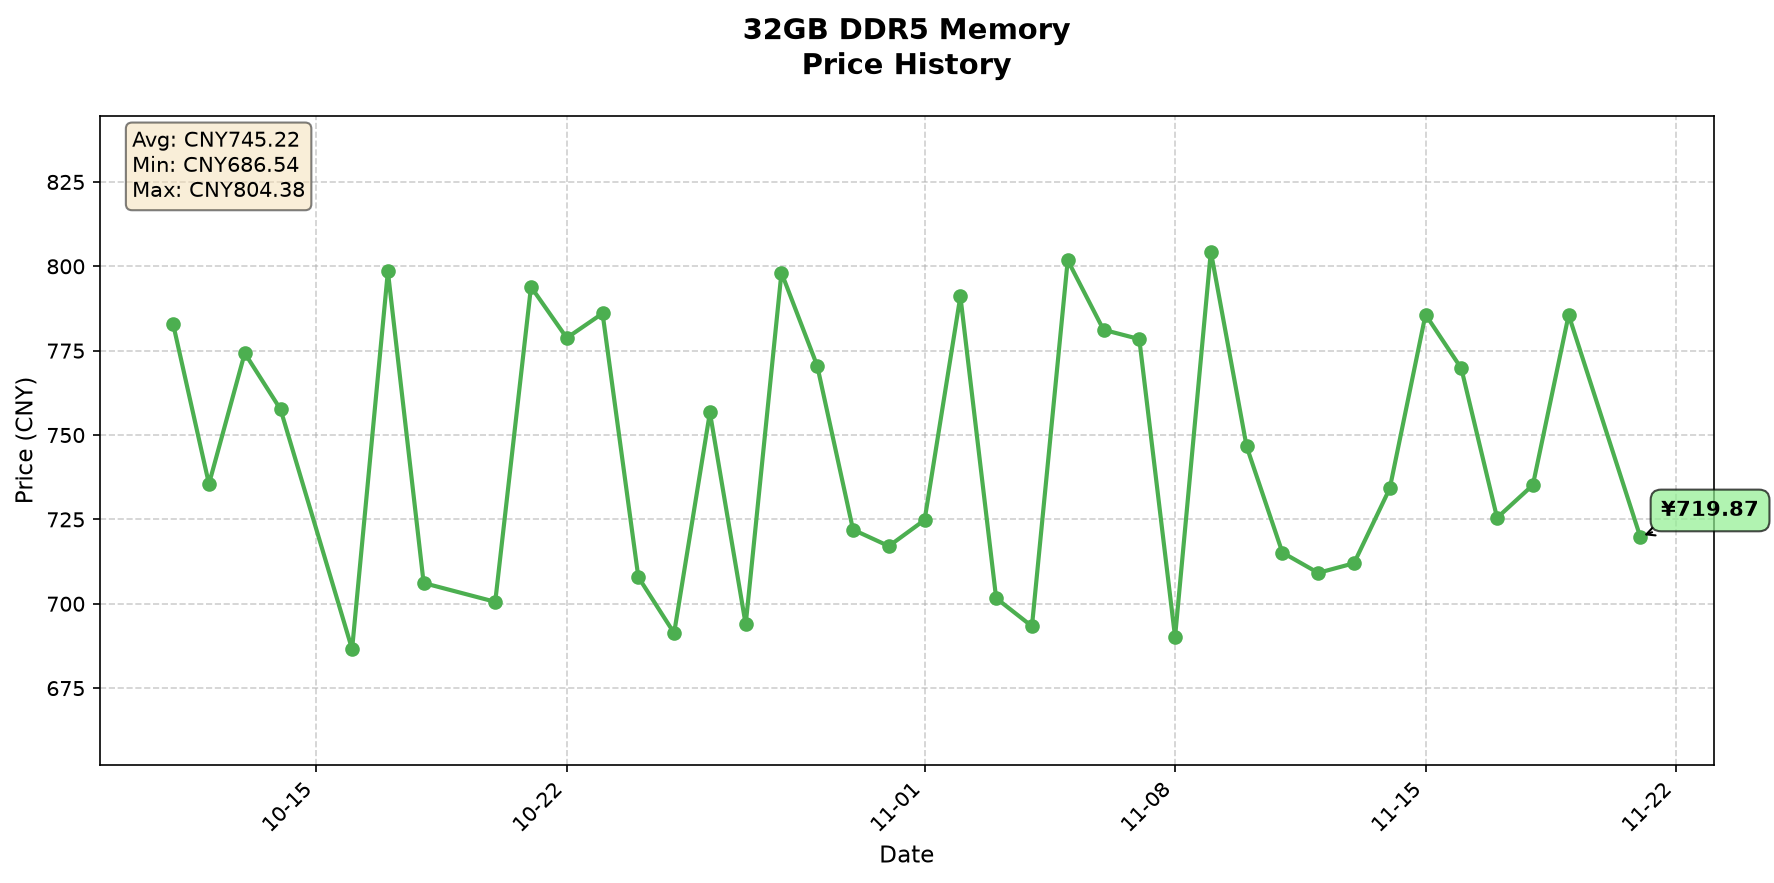 32GB DDR5 Memory
Price History
Avg: CNY745.22
Min: CNY686.54
Max: CNY804.38
825
800
775
750
725
700
675
Price (CNY)
¥719.87
10-15
10-22
11-01
11-08
11-15
11-22
Date